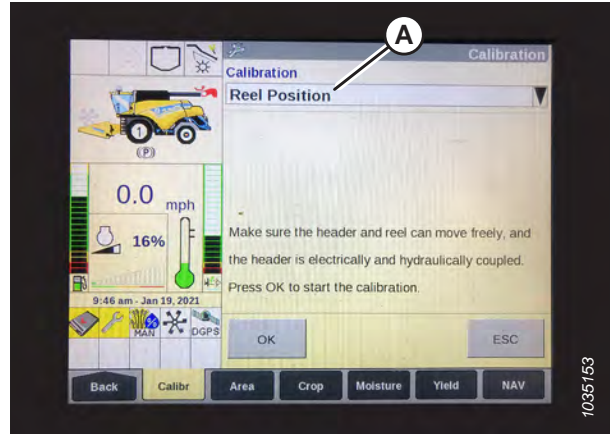 A
Calibration
Calibration
Reel Position
1
(P)
0.0 mph
16%
Make sure the header and reel can move freely, and
the header is electrically and hydraulically coupled.
Press OK to start the calibration.
9:46 am - Jan 19, 2021
MAN
DGPS
OK
ESC
Back
Calibr
Area
Crop
Moisture
Yield
NAV
1035153